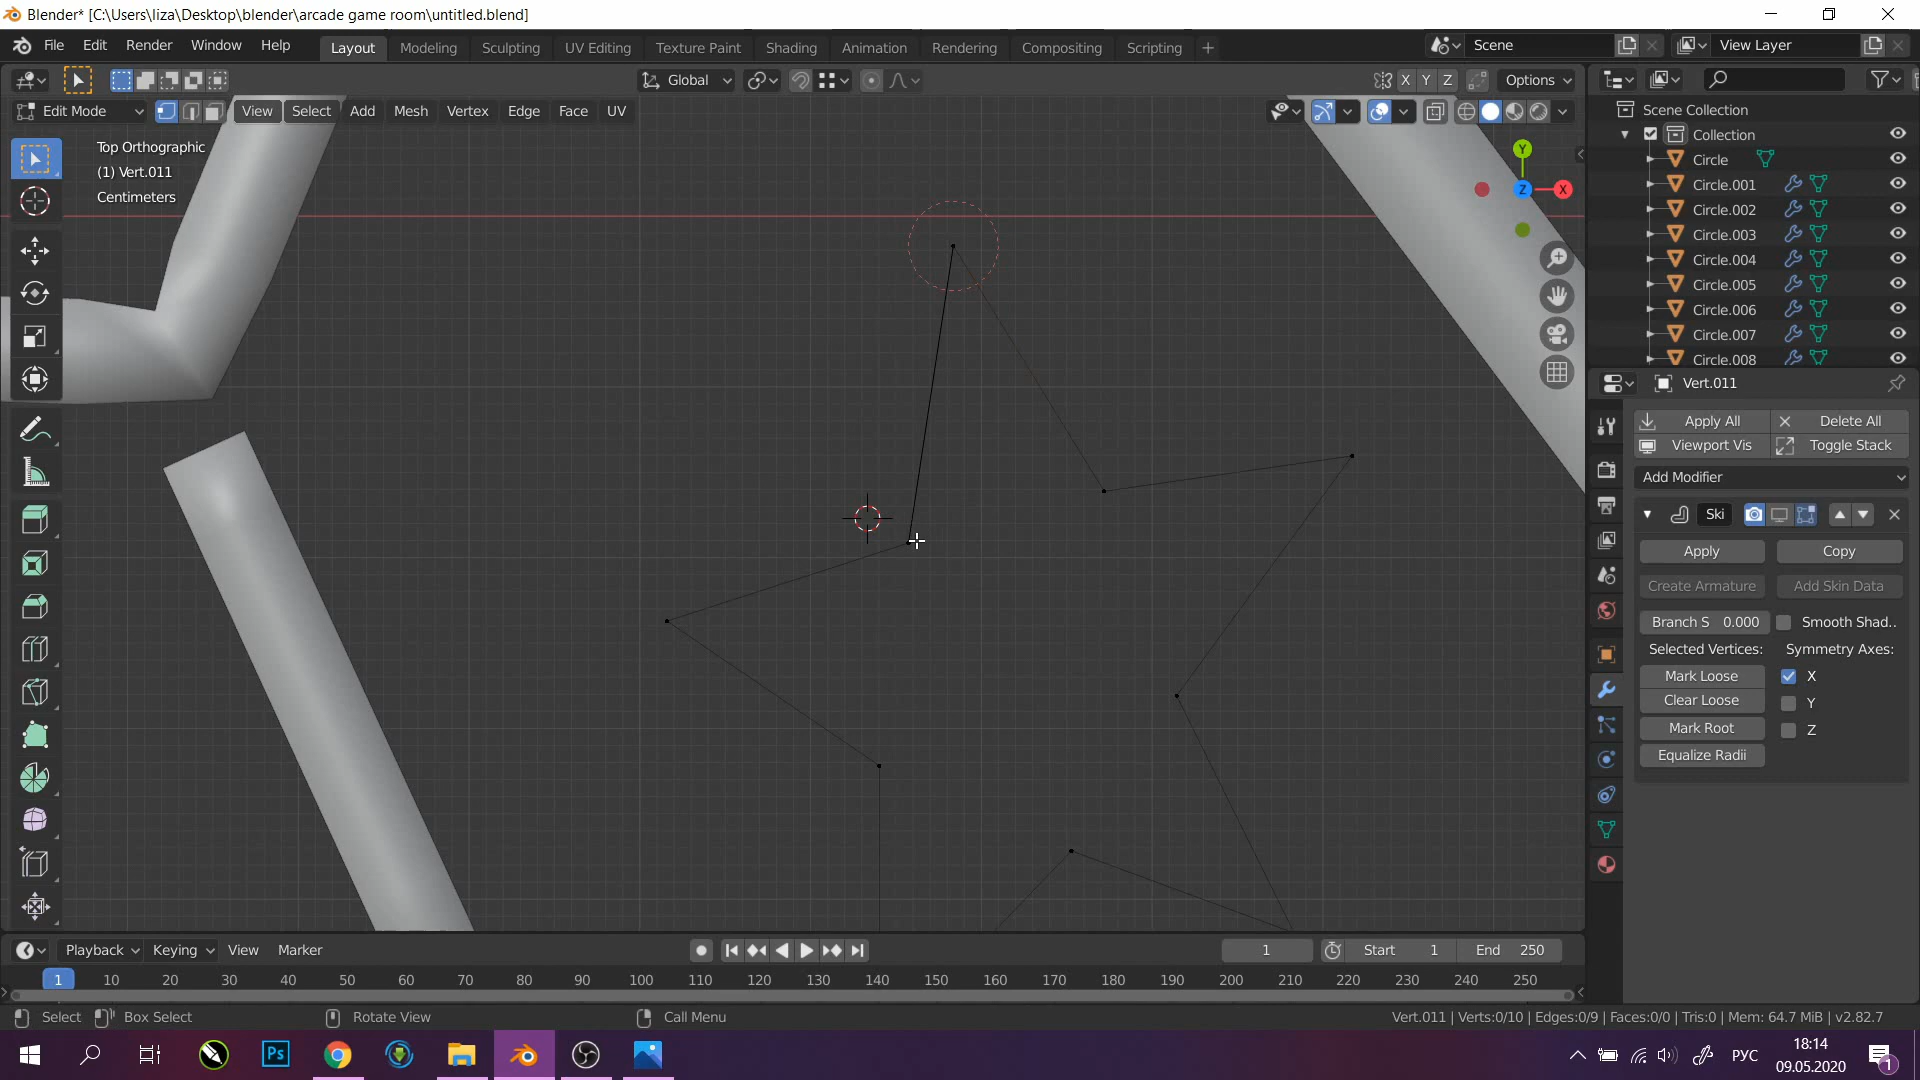 Blender* [C:\Users\liza\Desktop\blender\arcade game room\untitled.blend]
File Edit Render Window Help Layout Modeling Sculpting UV Editing Texture Paint Shading Animation Rendering Compositing Scripting + Scene View Layer
Global X Y Z Options
Edit Mode View Select Add Mesh Vertex Edge Face UV
Top Orthographic
(1) Vert.011
Centimeters
Y
Z
X
Scene Collection
Collection
Circle
Circle.001
Circle.002
Circle.003
Circle.004
Circle.005
Circle.006
Circle.007
Circle.008
Vert.011
Apply All Delete All
Viewport Vis Toggle Stack
Add Modifier
Ski
Apply Copy
Create Armature Add Skin Data
Branch S 0.000 Smooth Shad..
Selected Vertices: Symmetry Axes:
Mark Loose X
Clear Loose Y
Mark Root Z
Equalize Radii
Playback Keying View Marker 1 Start 1 End 250
1 10 20 30 40 50 60 70 80 90 100 110 120 130 140 150 160 170 180 190 200 210 220 230 240 250
Select Box Select Rotate View Call Menu Vert.011 | Verts:0/10 | Edges:0/9 | Faces:0/0 | Tris:0 | Mem: 64.7 MiB | v2.82.7
Ps РУС 18:14
09.05.2020
1